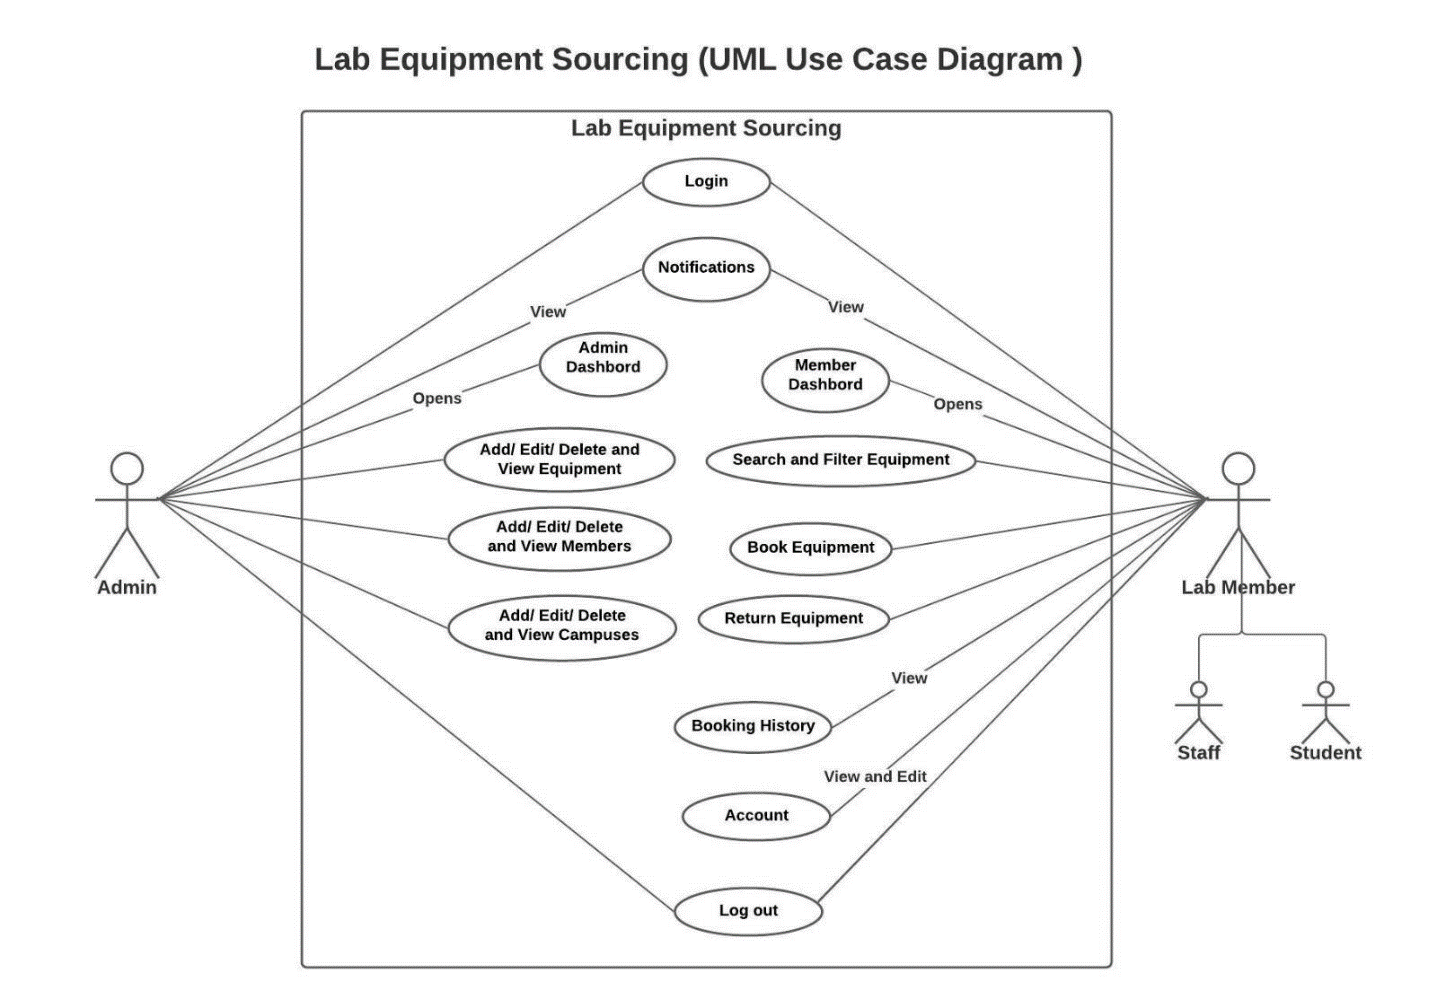 Lab Equipment Sourcing (UML Use Case Diagram )
Lab Equipment Sourcing
Login
Notifications
View
View
Admin
Dashbord
Member
Dashbord
Opens
Opens
Add/ Edit/ Delete and
View Equipment
Search and Filter Equipment
Add/ Edit/ Delete
and View Members
Book Equipment
Admin
Lab Member
Add/ Edit/ Delete
and View Campuses
Return Equipment
View
Booking History
Staff
Student
View and Edit
Account
Log out